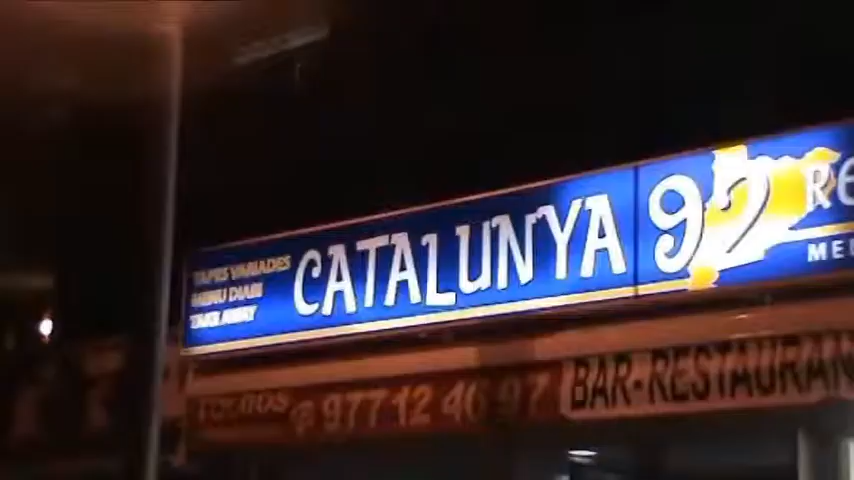 TAPES VARIADES
MENU DIARI
TAKE AWAY
CATALUNYA 92 RE
ME
977 12 46 97
BAR-RESTAURAN